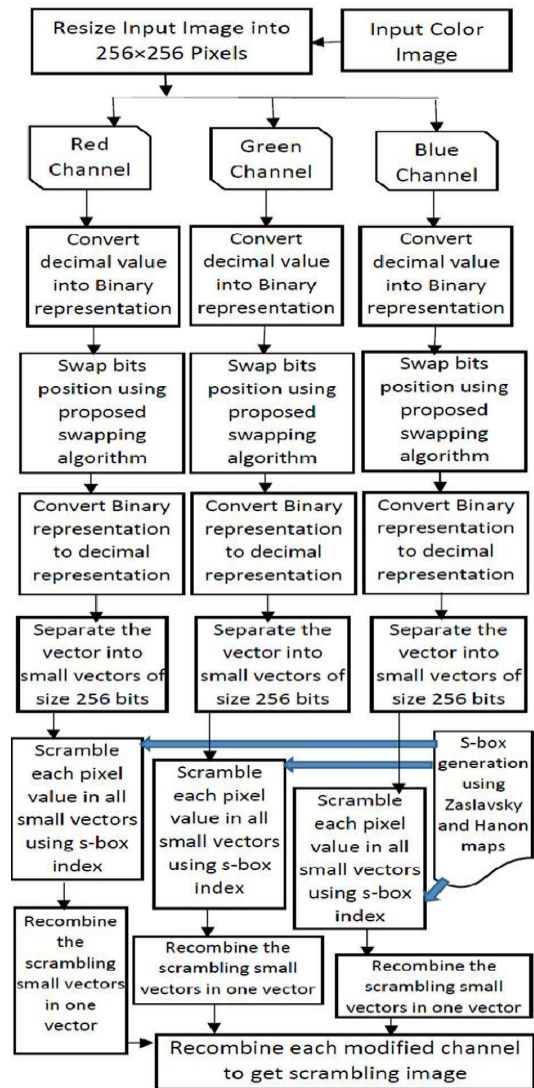 Resize Input Image into
256×256 Pixels
Input Color
Image
Red
Channel
Green
Channel
Blue
Channel
Convert
decimal value
into Binary
representation
Convert
decimal value
into Binary
representation
Convert
decimal value
into Binary
representation
Swap bits
position using
proposed
swapping
algorithm
Swap bits
position using
proposed
swapping
algorithm
Swap bits
position using
proposed
swapping
algorithm
Convert Binary
representation
to decimal
representation
Convert Binary
representation
to decimal
representation
Convert Binary
representation
to decimal
representation
Separate the
vector into
small vectors of
size 256 bits
Separate the
vector into
small vectors of
size 256 bits
Separate the
vector into
small vectors of
size 256 bits
Scramble
each pixel
value in all
small vectors
using s-box
index
Scramble
each pixel
value in all
small vectors
using s-box
index
Scramble
each pixel
value in all
small vectors
using s-box
index
S-box
generation
using
Zaslavsky
and Hanon
maps
Recombine
the
scrambling
small vectors
in one
vector
Recombine the
scrambling small
vectors in one vector
Recombine the
scrambling small
vectors in one vector
Recombine each modified channel
to get scrambling image